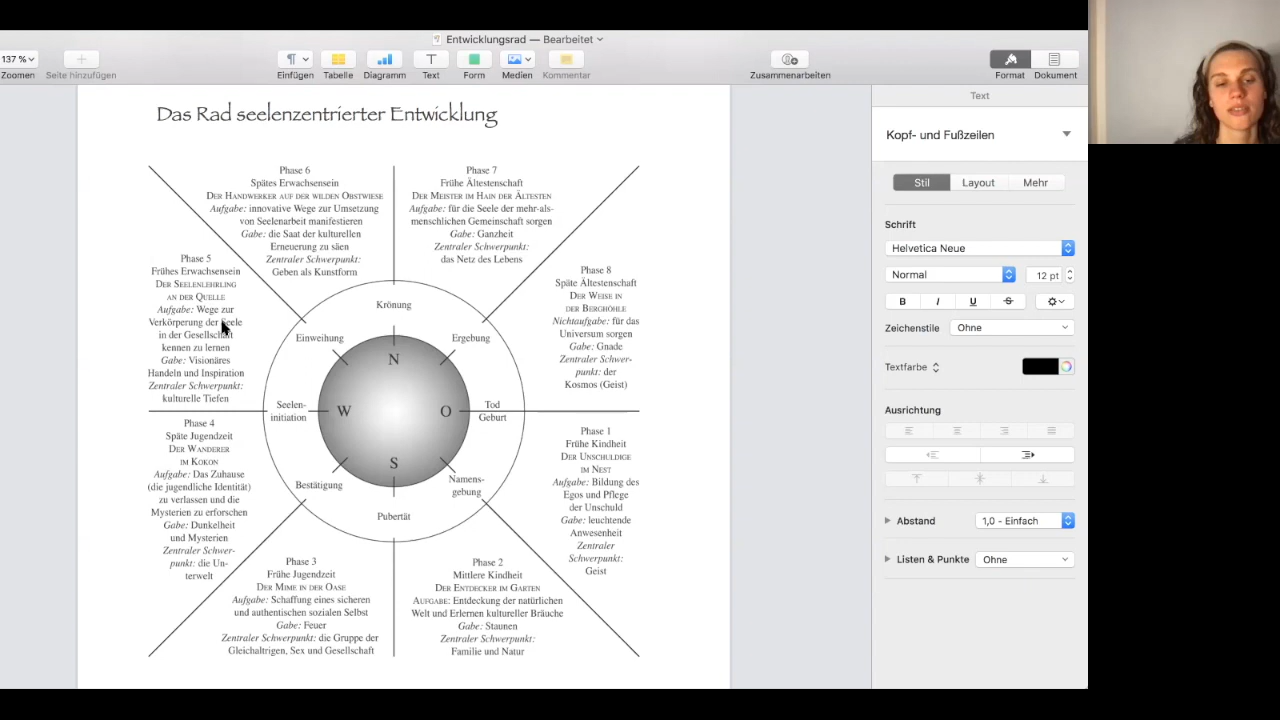 Entwicklungsrad — Bearbeitet
137 %
Zoomen
Seite hinzufügen
Einfügen
Tabelle
Diagramm
T
Text
Form
Medien
Kommentar
Zusammenarbeiten
Format
Dokument
Das Rad seelenzentrierter Entwicklung
Phase 6
Spätes Erwachsensein
Der Handwerker auf der wilden Obstwiese
Aufgabe: innovative Wege zur Umsetzung
von Seelenarbeit manifestieren
Gabe: die Saat der kulturellen
Erneuerung zu säen
Zentraler Schwerpunkt:
Geben als Kunstform
Phase 7
Frühe Ältestenschaft
Der Meister im Hain der Ältesten
Aufgabe: für die Seele der mehr-als-
menschlichen Gemeinschaft sorgen
Gabe: Ganzheit
Zentraler Schwerpunkt:
das Netz des Lebens
Phase 5
Frühes Erwachsensein
Der Seelenlehrling
an der Quelle
Aufgabe: Wege zur
Verkörperung der Seele
in der Gesellschaft
kennen zu lernen
Gabe: Visionäres
Handeln und Inspiration
Zentraler Schwerpunkt:
kulturelle Tiefen
Phase 8
Späte Ältestenschaft
Der Weise in
der Berghöhle
Nichtaufgabe: für das
Universum sorgen
Gabe: Gnade
Zentraler Schwer-
punkt: der
Kosmos (Geist)
Krönung
Einweihung
Ergebung
N
Seelen-
initiation
W
O
Tod
Geburt
S
Bestätigung
Namens-
gebung
Pubertät
Phase 4
Späte Jugendzeit
Der Wanderer
im Kokon
Aufgabe: Das Zuhause
(die jugendliche Identität)
zu verlassen und die
Mysterien zu erforschen
Gabe: Dunkelheit
und Mysterien
Zentraler Schwer-
punkt: die Un-
terwelt
Phase 1
Frühe Kindheit
Der Unschuldige
im Nest
Aufgabe: Bildung des
Egos und Pflege
der Unschuld
Gabe: leuchtende
Anwesenheit
Zentraler
Schwerpunkt:
Geist
Phase 3
Frühe Jugendzeit
Der Mime in der Oase
Aufgabe: Schaffung eines sicheren
und authentischen sozialen Selbst
Gabe: Feuer
Zentraler Schwerpunkt: die Gruppe der
Gleichaltrigen, Sex und Gesellschaft
Phase 2
Mittlere Kindheit
Der Entdecker im Garten
Aufgabe: Entdeckung der natürlichen
Welt und Erlernen kultureller Bräuche
Gabe: Staunen
Zentraler Schwerpunkt:
Familie und Natur
Text
Kopf- und Fußzeilen
Stil
Layout
Mehr
Schrift
Helvetica Neue
Normal
12 pt
B I U S
Zeichenstile
Ohne
Textfarbe
Ausrichtung
Abstand
1,0 - Einfach
Listen & Punkte
Ohne